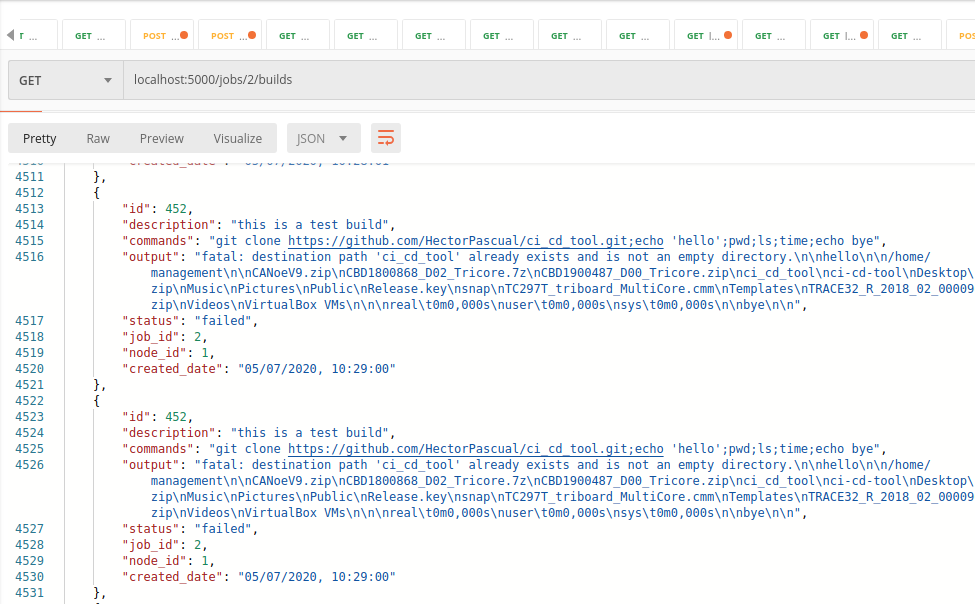 T ... GET ... POST ... POST ... GET ... GET ... GET ... GET ... GET ... GET ... GET l... GET ... GET l... GET ... POS
GET localhost:5000/jobs/2/builds
Pretty Raw Preview Visualize JSON
4511 },
4512 {
4513 "id": 452,
4514 "description": "this is a test build",
4515 "commands": "git clone https://github.com/HectorPascual/ci_cd_tool.git;echo 'hello';pwd;ls;time;echo bye",
4516 "output": "fatal: destination path 'ci_cd_tool' already exists and is not an empty directory.\n\nhello\n\n/home/
management\n\nCANoeV9.zip\nCBD1800868_D02_Tricore.7z\nCBD1900487_D00_Tricore.zip\nci_cd_tool\nci-cd-tool\nDesktop\
zip\nMusic\nPictures\nPublic\nRelease.key\nsnap\nTC297T_triboard_MultiCore.cmm\nTemplates\nTRACE32_R_2018_02_00009
zip\nVideos\nVirtualBox VMs\n\n\nreal\t0m0,000s\nuser\t0m0,000s\nsys\t0m0,000s\n\nbye\n\n",
4517 "status": "failed",
4518 "job_id": 2,
4519 "node_id": 1,
4520 "created_date": "05/07/2020, 10:29:00"
4521 },
4522 {
4523 "id": 452,
4524 "description": "this is a test build",
4525 "commands": "git clone https://github.com/HectorPascual/ci_cd_tool.git;echo 'hello';pwd;ls;time;echo bye",
4526 "output": "fatal: destination path 'ci_cd_tool' already exists and is not an empty directory.\n\nhello\n\n/home/
management\n\nCANoeV9.zip\nCBD1800868_D02_Tricore.7z\nCBD1900487_D00_Tricore.zip\nci_cd_tool\nci-cd-tool\nDesktop\
zip\nMusic\nPictures\nPublic\nRelease.key\nsnap\nTC297T_triboard_MultiCore.cmm\nTemplates\nTRACE32_R_2018_02_00009
zip\nVideos\nVirtualBox VMs\n\n\nreal\t0m0,000s\nuser\t0m0,000s\nsys\t0m0,000s\n\nbye\n\n",
4527 "status": "failed",
4528 "job_id": 2,
4529 "node_id": 1,
4530 "created_date": "05/07/2020, 10:29:00"
4531 },